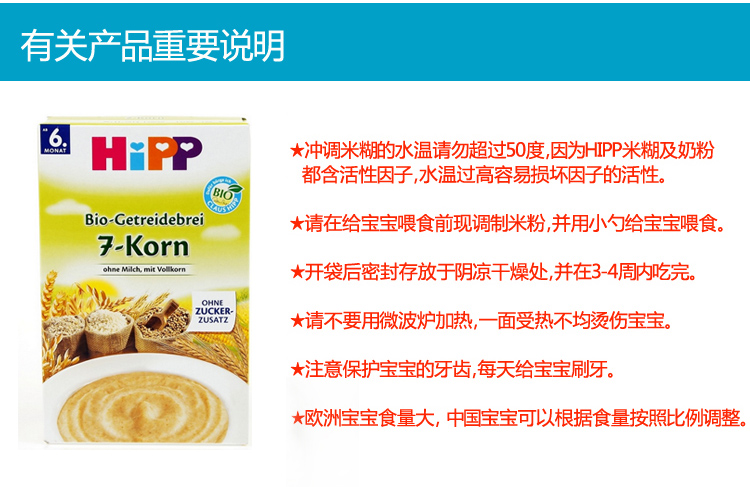 有关产品重要说明
AB 6.
MONAT
HiPP
BIO
CLAUS HIPP
Bio-Getreidebrei
7-Korn
ohne Milch, mit Vollkorn
OHNE
ZUCKER-
ZUSATZ
★冲调米糊的水温请勿超过50度,因为HIPP米糊及奶粉
都含活性因子,水温过高容易损坏因子的活性。
★请在给宝宝喂食前现调制米粉,并用小勺给宝宝喂食。
★开袋后密封存放于阴凉干燥处,并在3-4周内吃完。
★请不要用微波炉加热,一面受热不均烫伤宝宝。
★注意保护宝宝的牙齿,每天给宝宝刷牙。
★欧洲宝宝食量大, 中国宝宝可以根据食量按照比例调整。